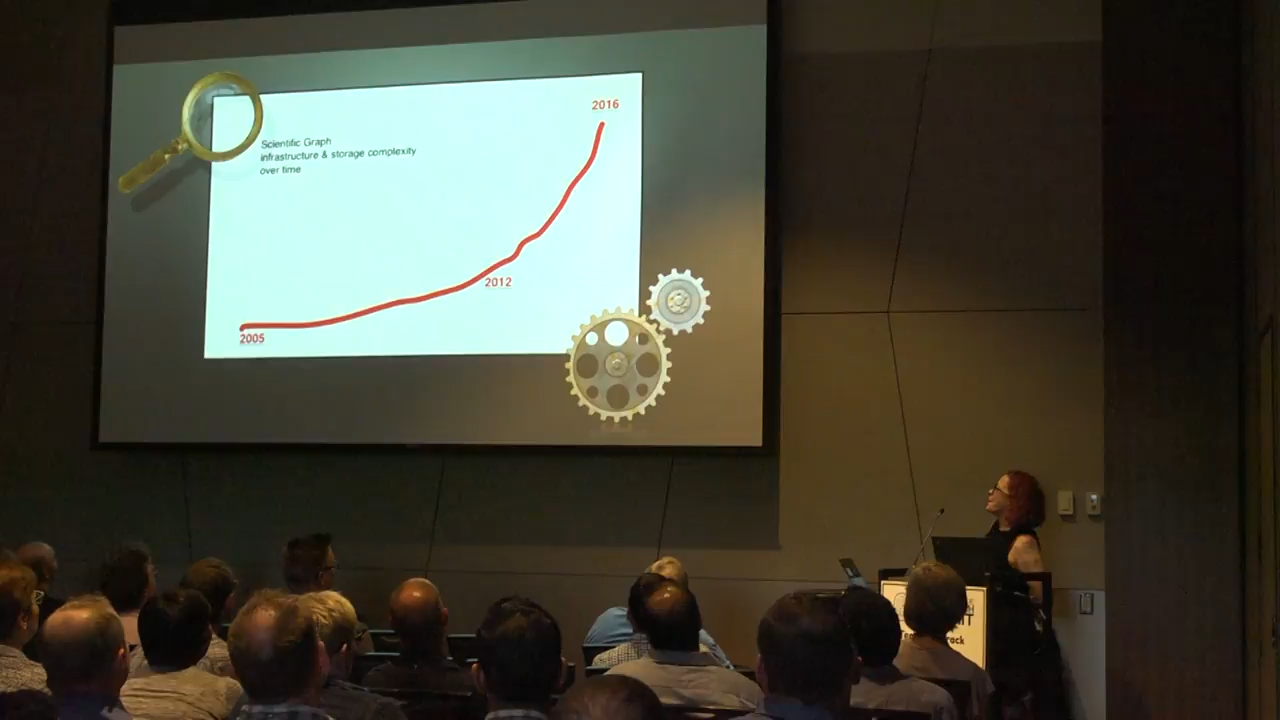 2016
Scientific Graph
infrastructure & storage complexity
over time
2012
2005